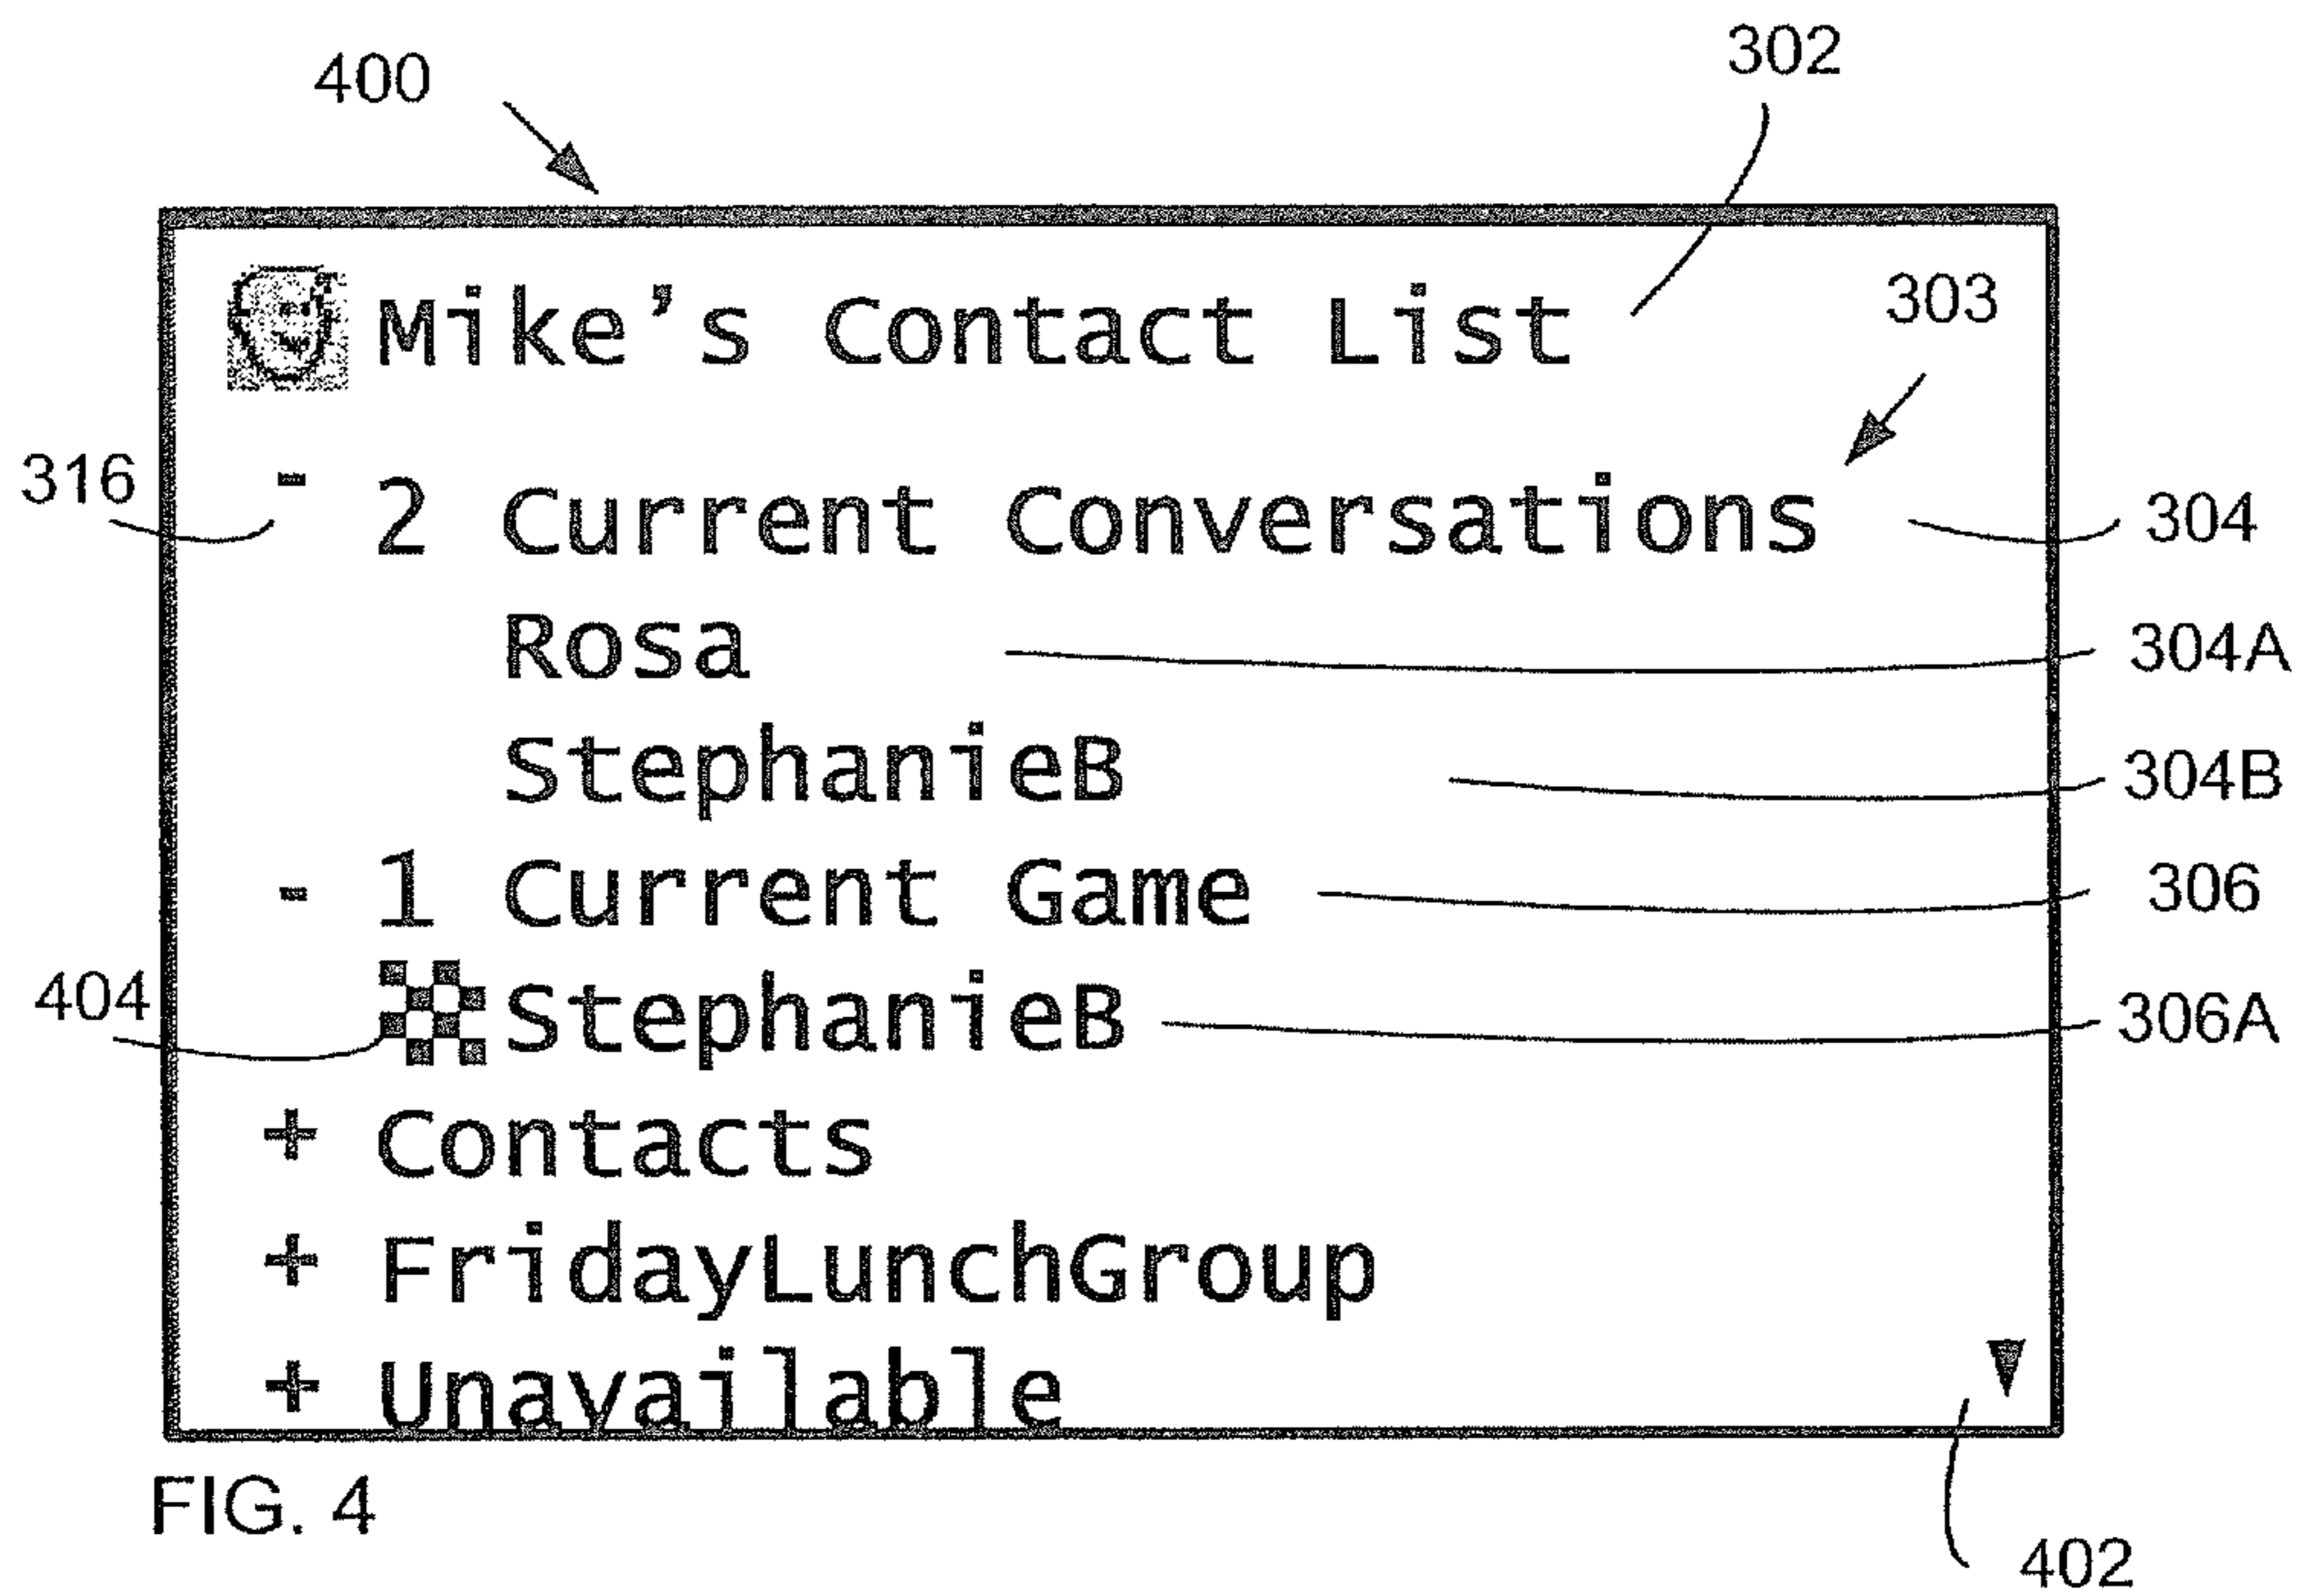 400
302
Mike's Contact List
303
316
- 2 Current Conversations
304
Rosa
304A
StephanieB
304B
- 1 Current Game
306
404
StephanieB
306A
+ Contacts
+ FridayLunchGroup
+ Unavailable
FIG. 4
402